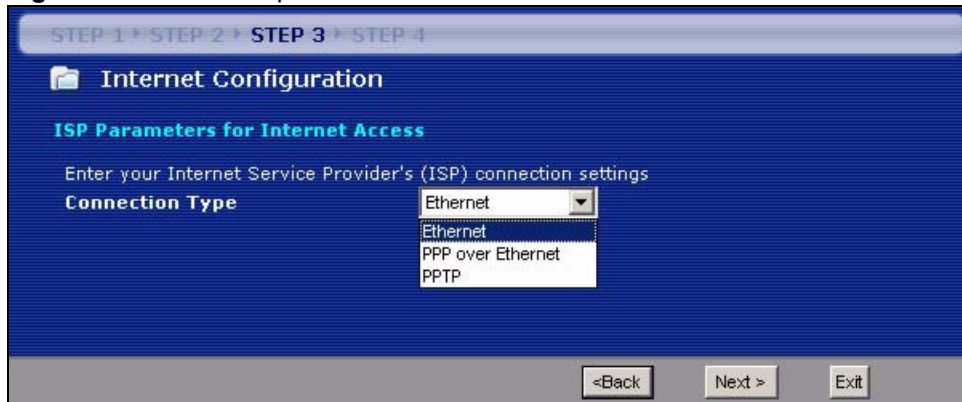 STEP 1 › STEP 2 › STEP 3 › STEP 4
Internet Configuration
ISP Parameters for Internet Access
Enter your Internet Service Provider's (ISP) connection settings
Connection Type Ethernet
Ethernet
PPP over Ethernet
PPTP
<Back Next > Exit